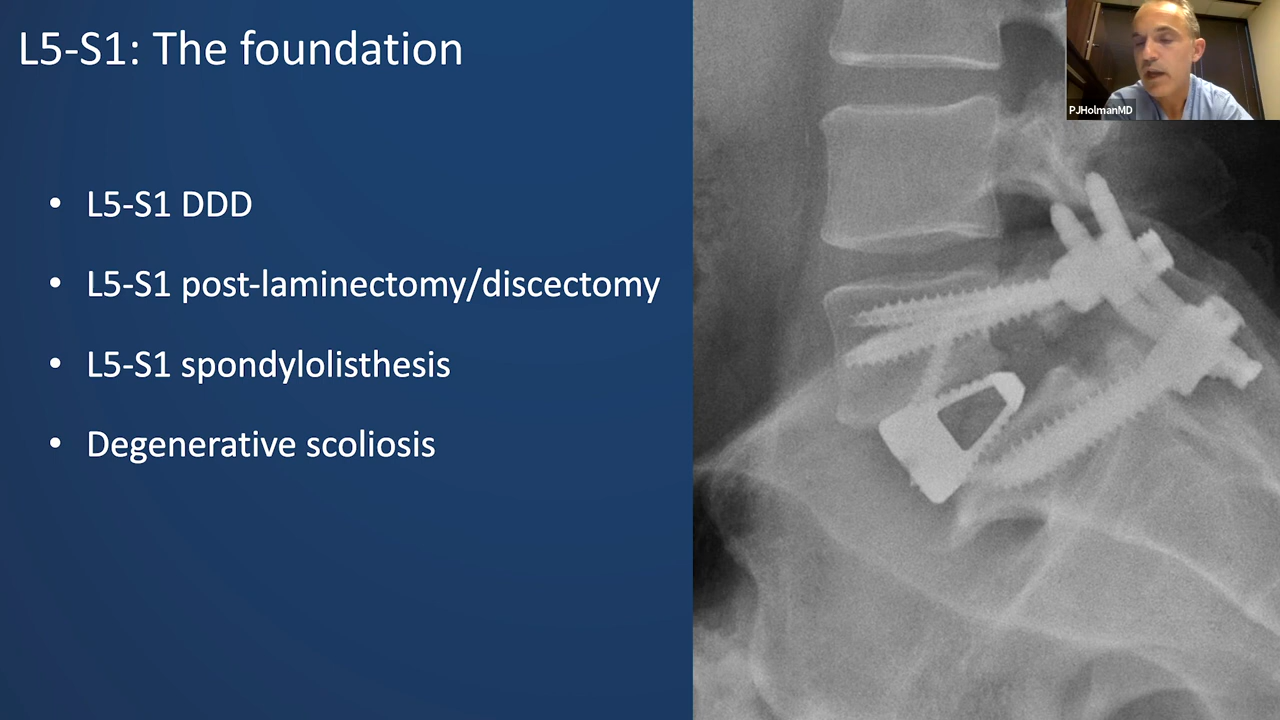 L5-S1: The foundation
• L5-S1 DDD
• L5-S1 post-laminectomy/discectomy
• L5-S1 spondylolisthesis
• Degenerative scoliosis
PJHolmanMD